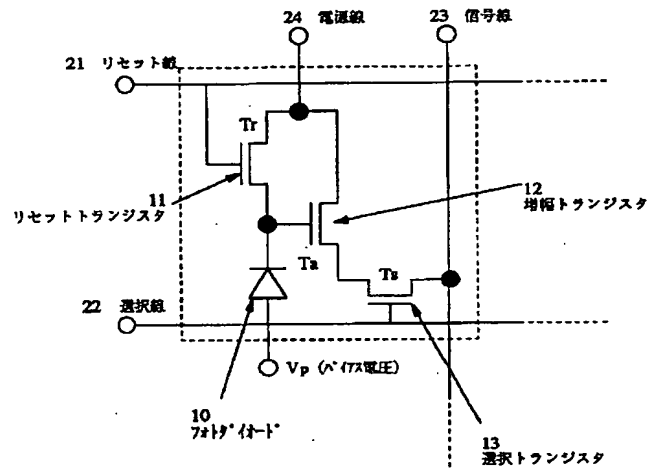 24 電源線
23 信号線
21 リセット線
Tr
11
リセットトランジスタ
12
増幅トランジスタ
Ta
Ts
22 選択線
Vp (バイアス電圧)
10
フォトダイオード
13
選択トランジスタ